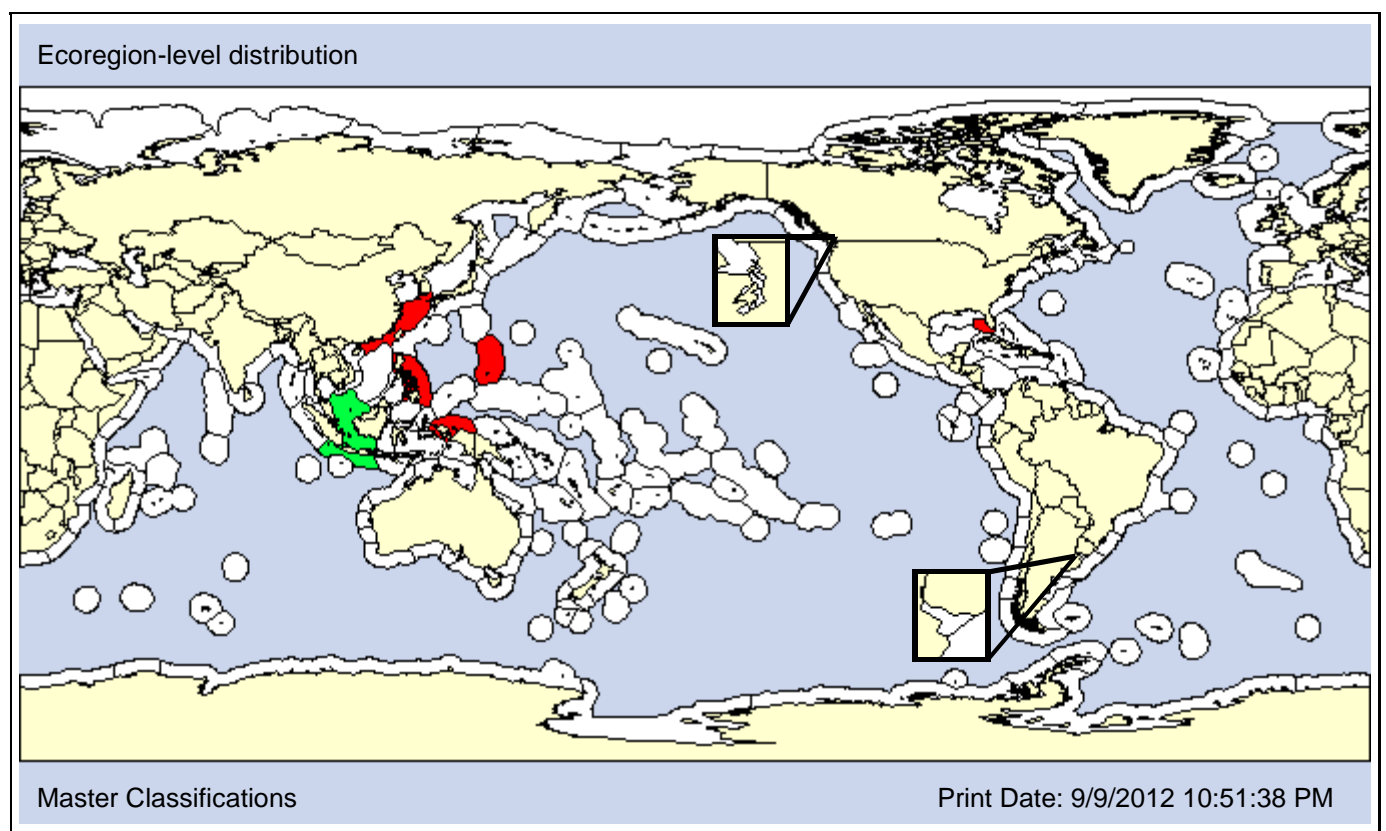 Ecoregion-level distribution
Master Classifications
Print Date: 9/9/2012 10:51:38 PM